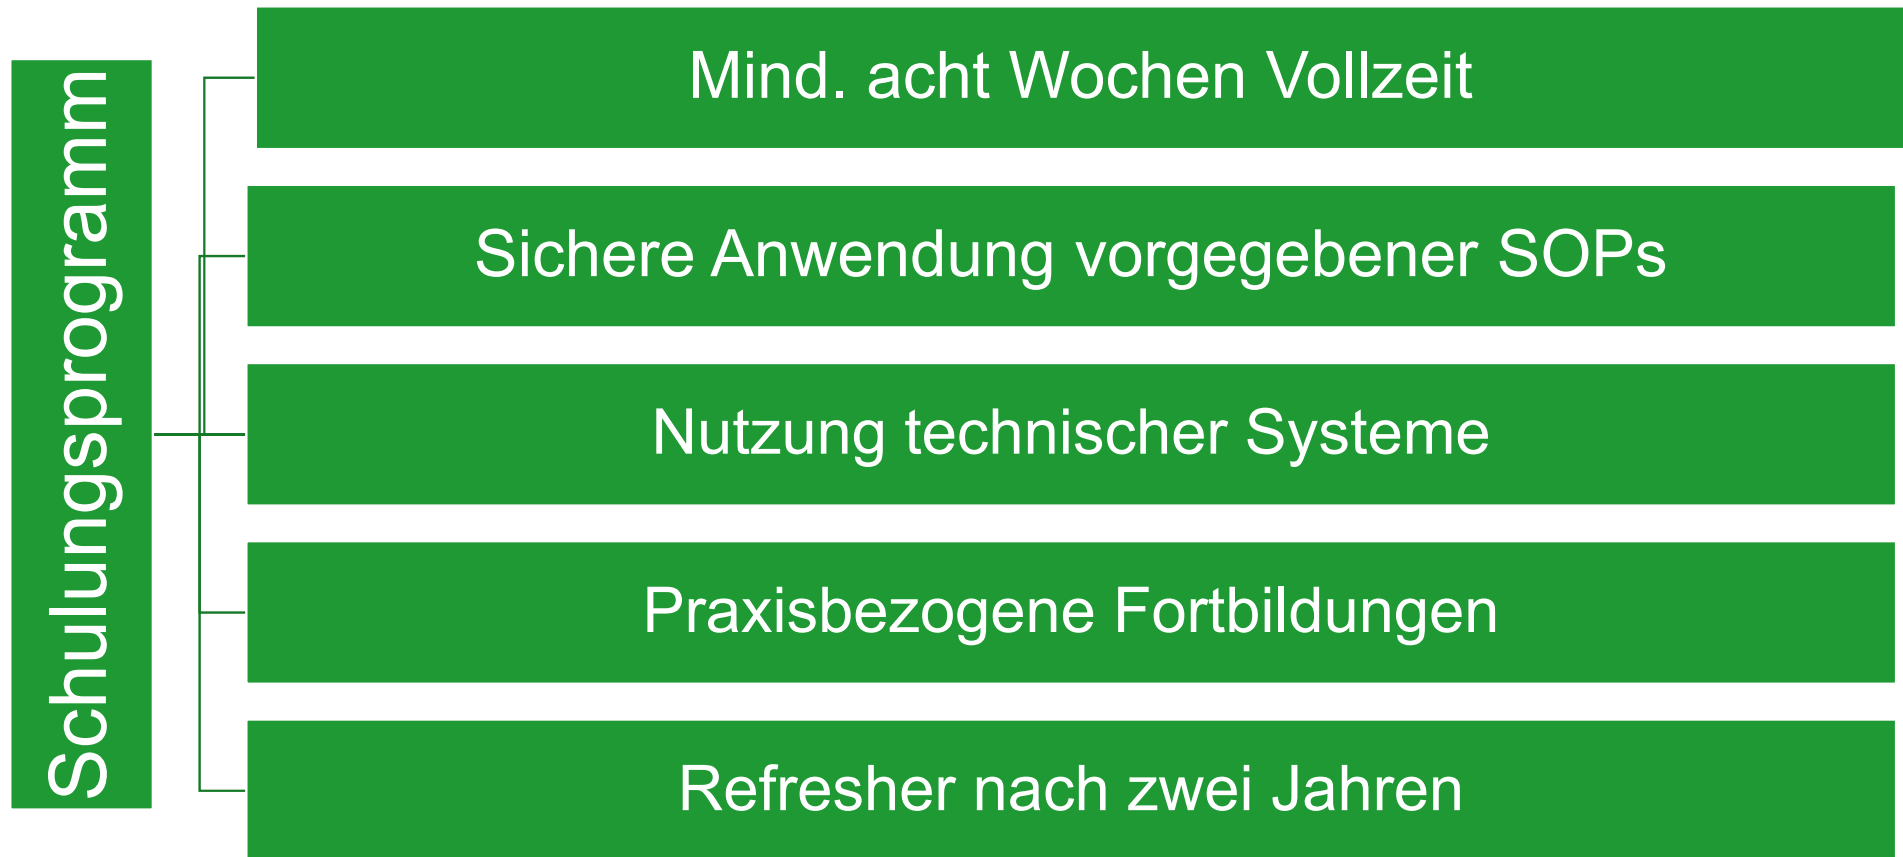 Schulungsprogramm
Mind. acht Wochen Vollzeit
Sichere Anwendung vorgegebener SOPs
Nutzung technischer Systeme
Praxisbezogene Fortbildungen
Refresher nach zwei Jahren